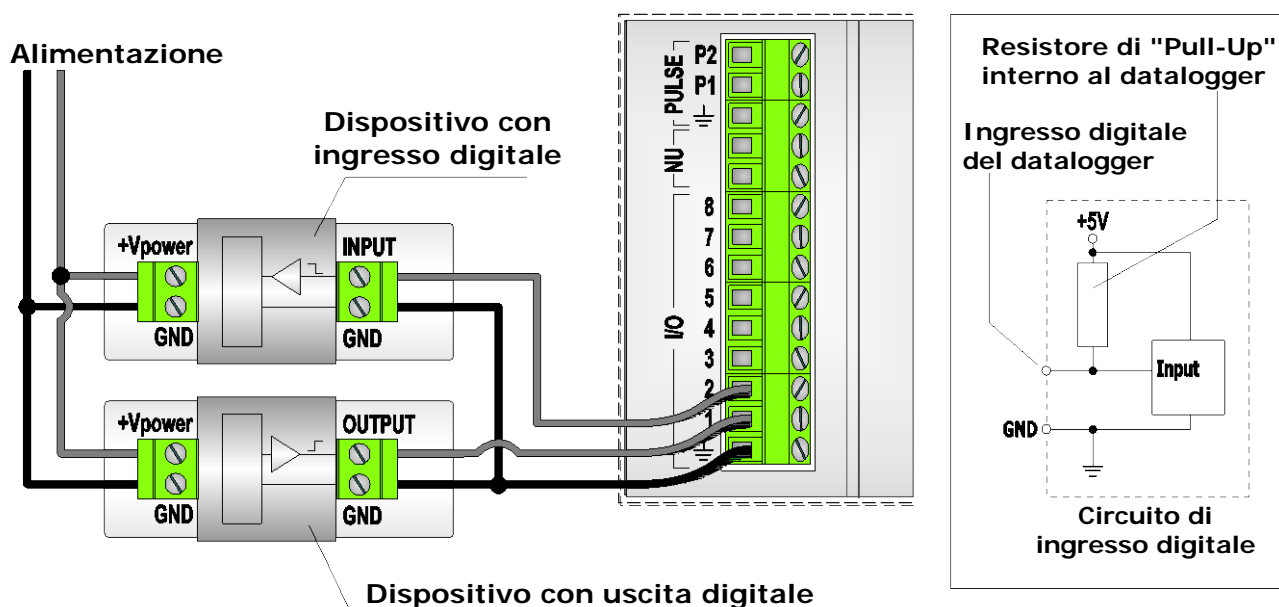 Alimentazione
Dispositivo con
ingresso digitale
+Vpower
INPUT
GND
GND
+Vpower
OUTPUT
GND
GND
Dispositivo con uscita digitale
PULSE
P2
P1
NU
I/O
8
7
6
5
4
3
2
1
Resistore di "Pull-Up"
interno al datalogger
Ingresso digitale
del datalogger
+5V
Input
GND
Circuito di
ingresso digitale